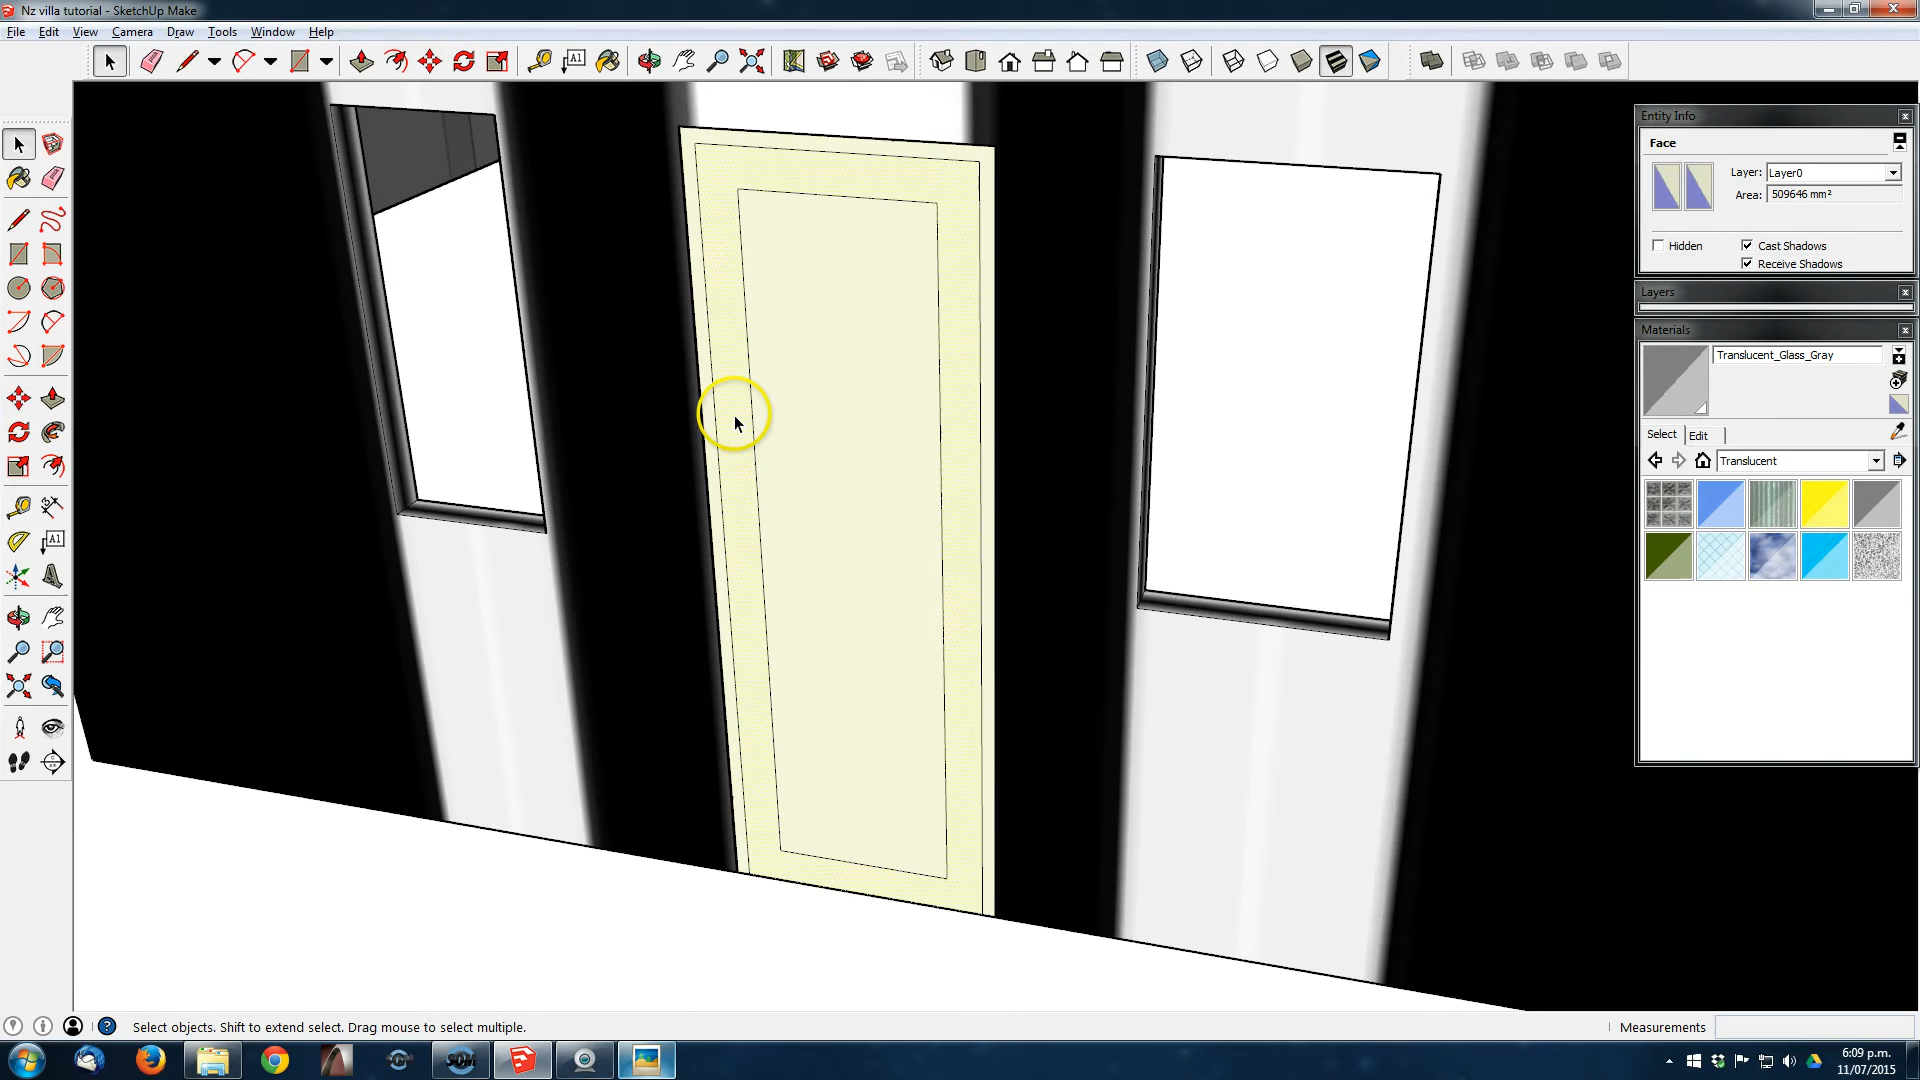 Nz villa tutorial - SketchUp Make
File Edit View Camera Draw Tools Window Help
A1
Entity Info
Face
Layer: Layer0
Area: 509646 mm²
Hidden Cast Shadows
Receive Shadows
Layers
Materials
Translucent_Glass_Gray
Select Edit
Translucent
A1
Select objects. Shift to extend select. Drag mouse to select multiple.
Measurements
6:09 p.m.
11/07/2015